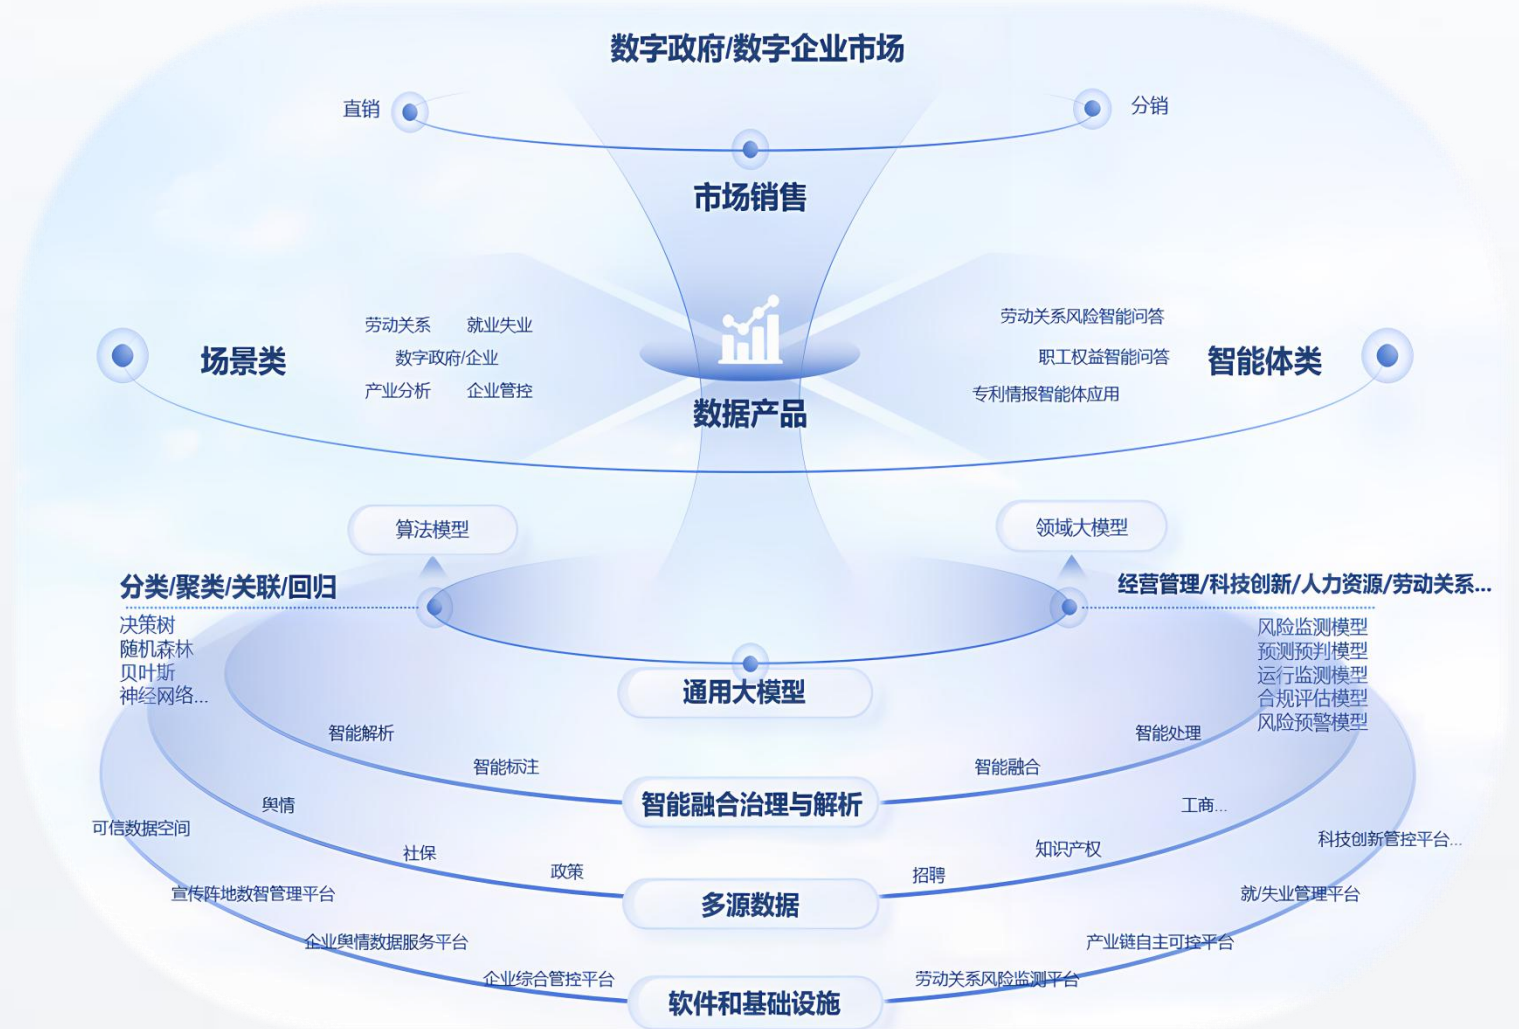 数字政府/数字企业市场
直销
分销
市场销售
场景类
劳动关系 就业失业
数字政府/企业
产业分析 企业管控
数据产品
劳动关系风险智能问答
职工权益智能问答
专利情报智能体应用
智能体类
算法模型
领域大模型
分类/聚类/关联/回归
决策树
随机森林
贝叶斯
神经网络...
经营管理/科技创新/人力资源/劳动关系...
风险监测模型
预测预判模型
运行监测模型
合规评估模型
风险预警模型
通用大模型
智能解析
智能标注
智能融合治理与解析
智能融合
智能处理
舆情
社保
政策
多源数据
招聘
知识产权
工商...
可信数据空间
宣传阵地数智管理平台
企业舆情数据服务平台
企业综合管控平台
软件和基础设施
劳动关系风险监测平台
产业链自主可控平台
就/失业管理平台
科技创新管控平台...